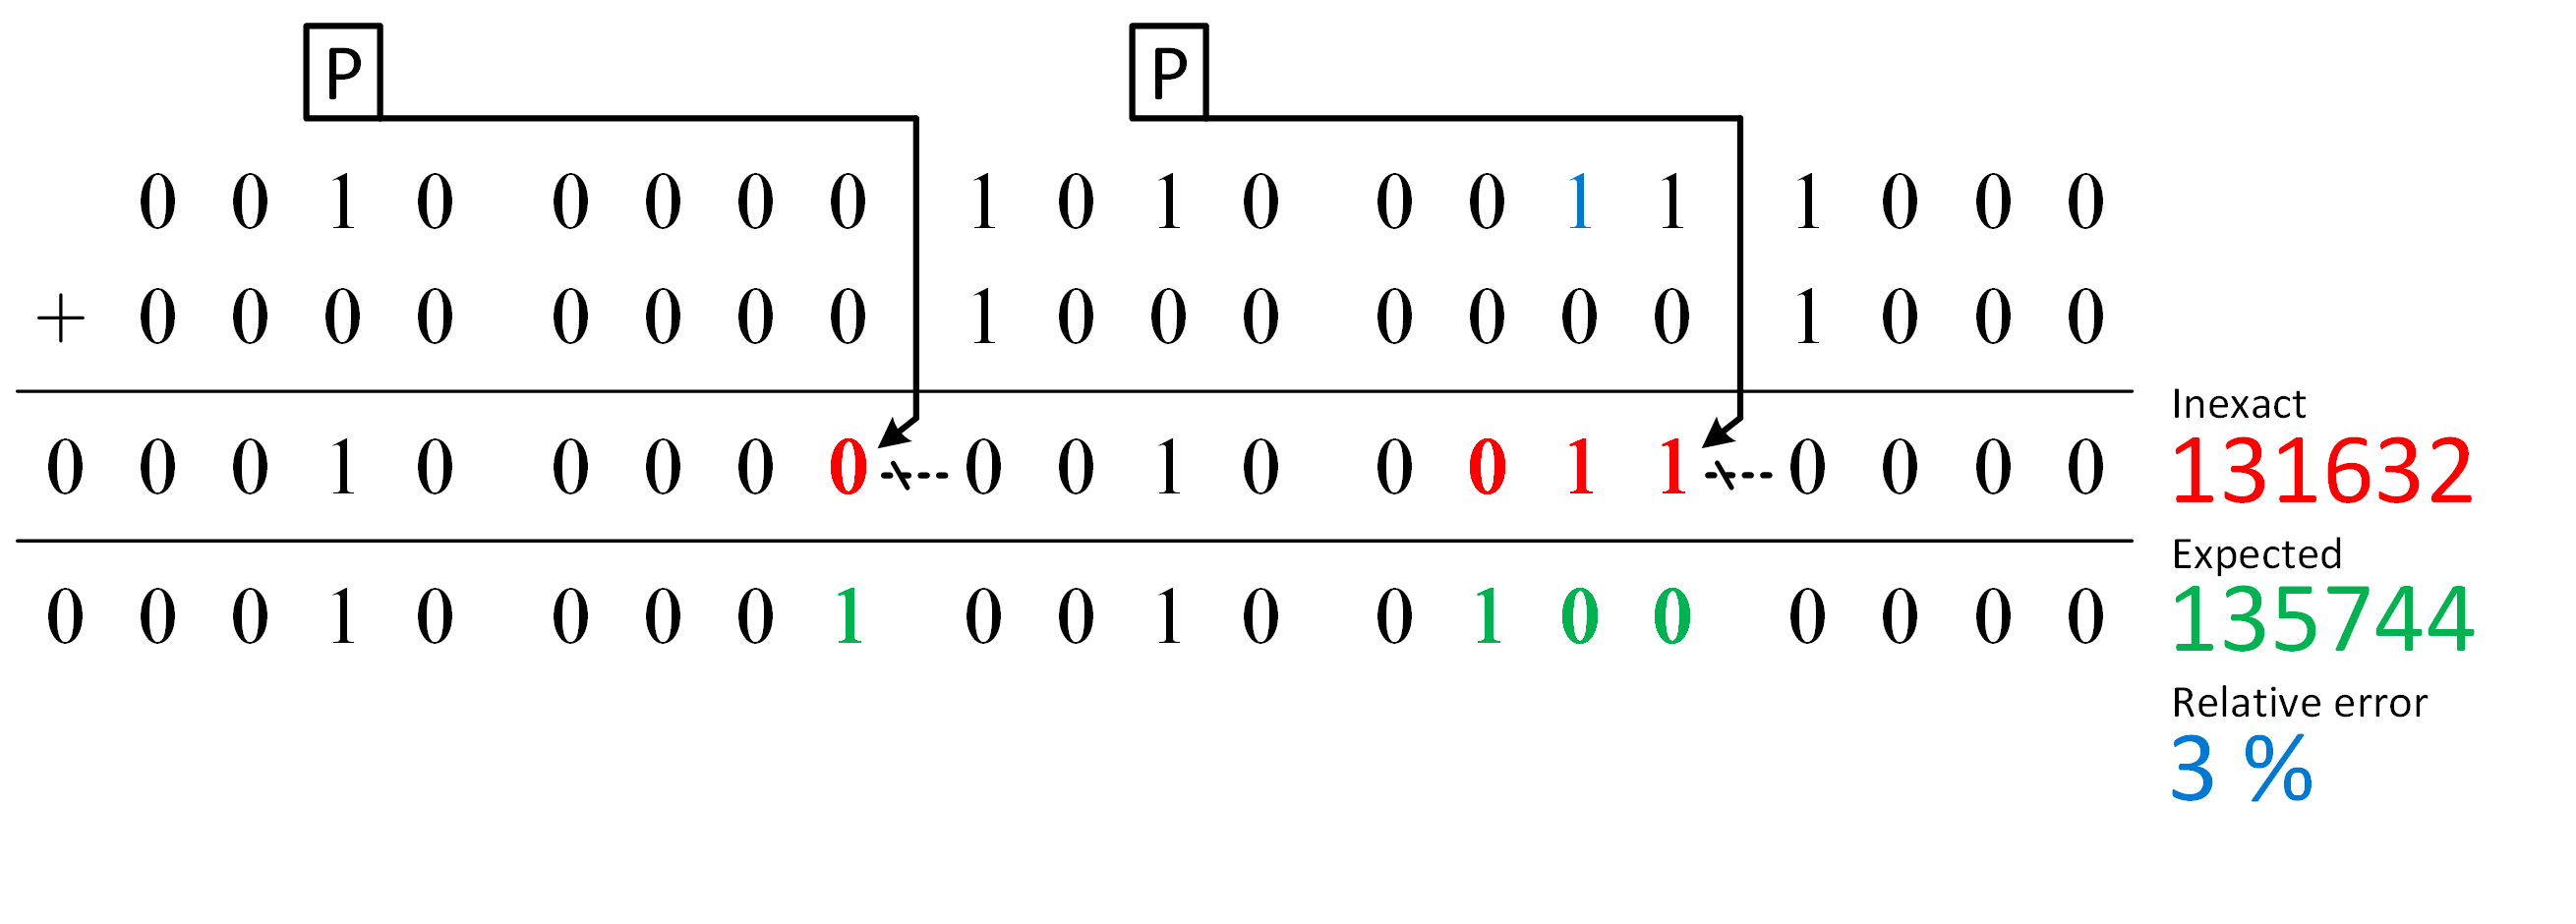 P P
0 0 1 0 0 0 0 0 1 0 1 0 0 0 1 1 1 0 0 0
+ 0 0 0 0 0 0 0 0 1 0 0 0 0 0 0 0 1 0 0 0
Inexact
0 0 0 1 0 0 0 0 0 0 0 1 0 0 0 1 1 0 0 0 0 131632
Expected
0 0 0 1 0 0 0 0 1 0 0 1 0 0 1 0 0 0 0 0 0 135744
Relative error
3 %